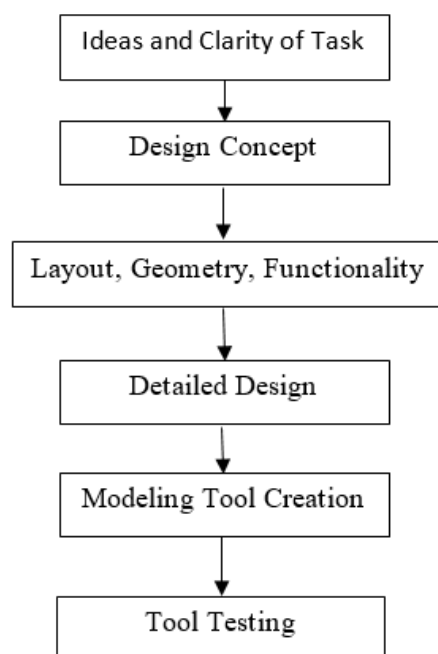 Ideas and Clarity of Task
Design Concept
Layout, Geometry, Functionality
Detailed Design
Modeling Tool Creation
Tool Testing